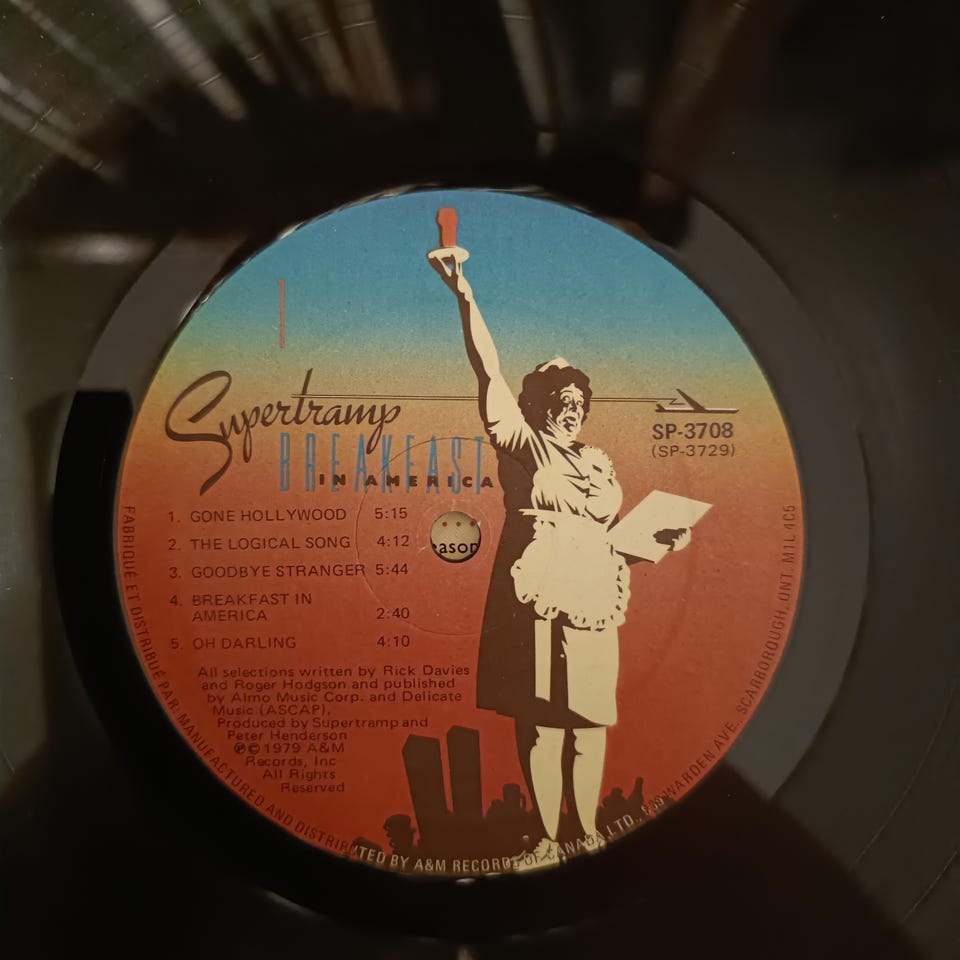 1
Supertramp
BREAKFAST
IN AMERICA
SP-3708
(SP-3729)
1. GONE HOLLYWOOD 5:15
2. THE LOGICAL SONG 4:12
3. GOODBYE STRANGER 5:44
4. BREAKFAST IN
AMERICA 2:40
5. OH DARLING 4:10
All selections written by Rick Davies
and Roger Hodgson and published
by Almo Music Corp. and Delicate
Music (ASCAP).
Produced by Supertramp and
Peter Henderson
℗©1979 A&M
Records, Inc
All Rights
Reserved
FABRIQUÉ ET DISTRIBUÉ PAR: MANUFACTURED AND DISTRIBUTED BY A&M RECORDS OF CANADA LTD., 939 WARDEN AVE., SCARBOROUGH, ONT. M1L 4C5